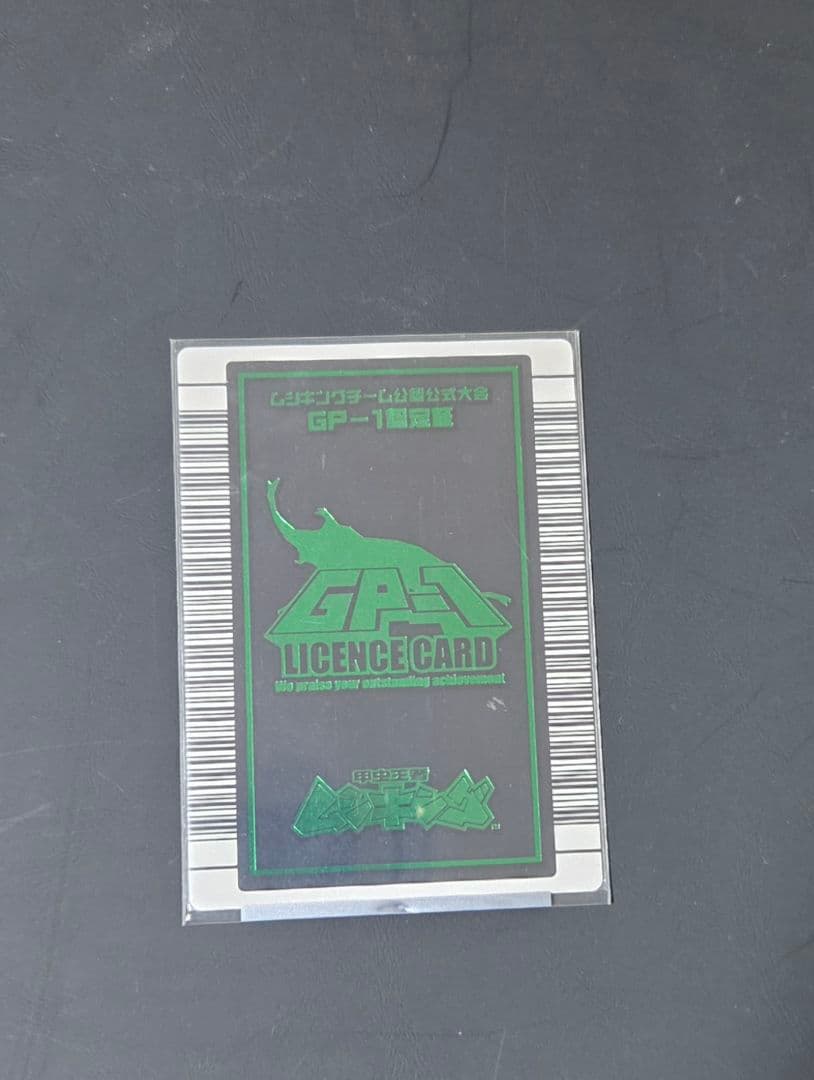 ムシキングチーム公認公式大会
GP-1認定証
GP-1
LICENCE CARD
We praise your outstanding achievement
甲虫王者
ムシキング
TM